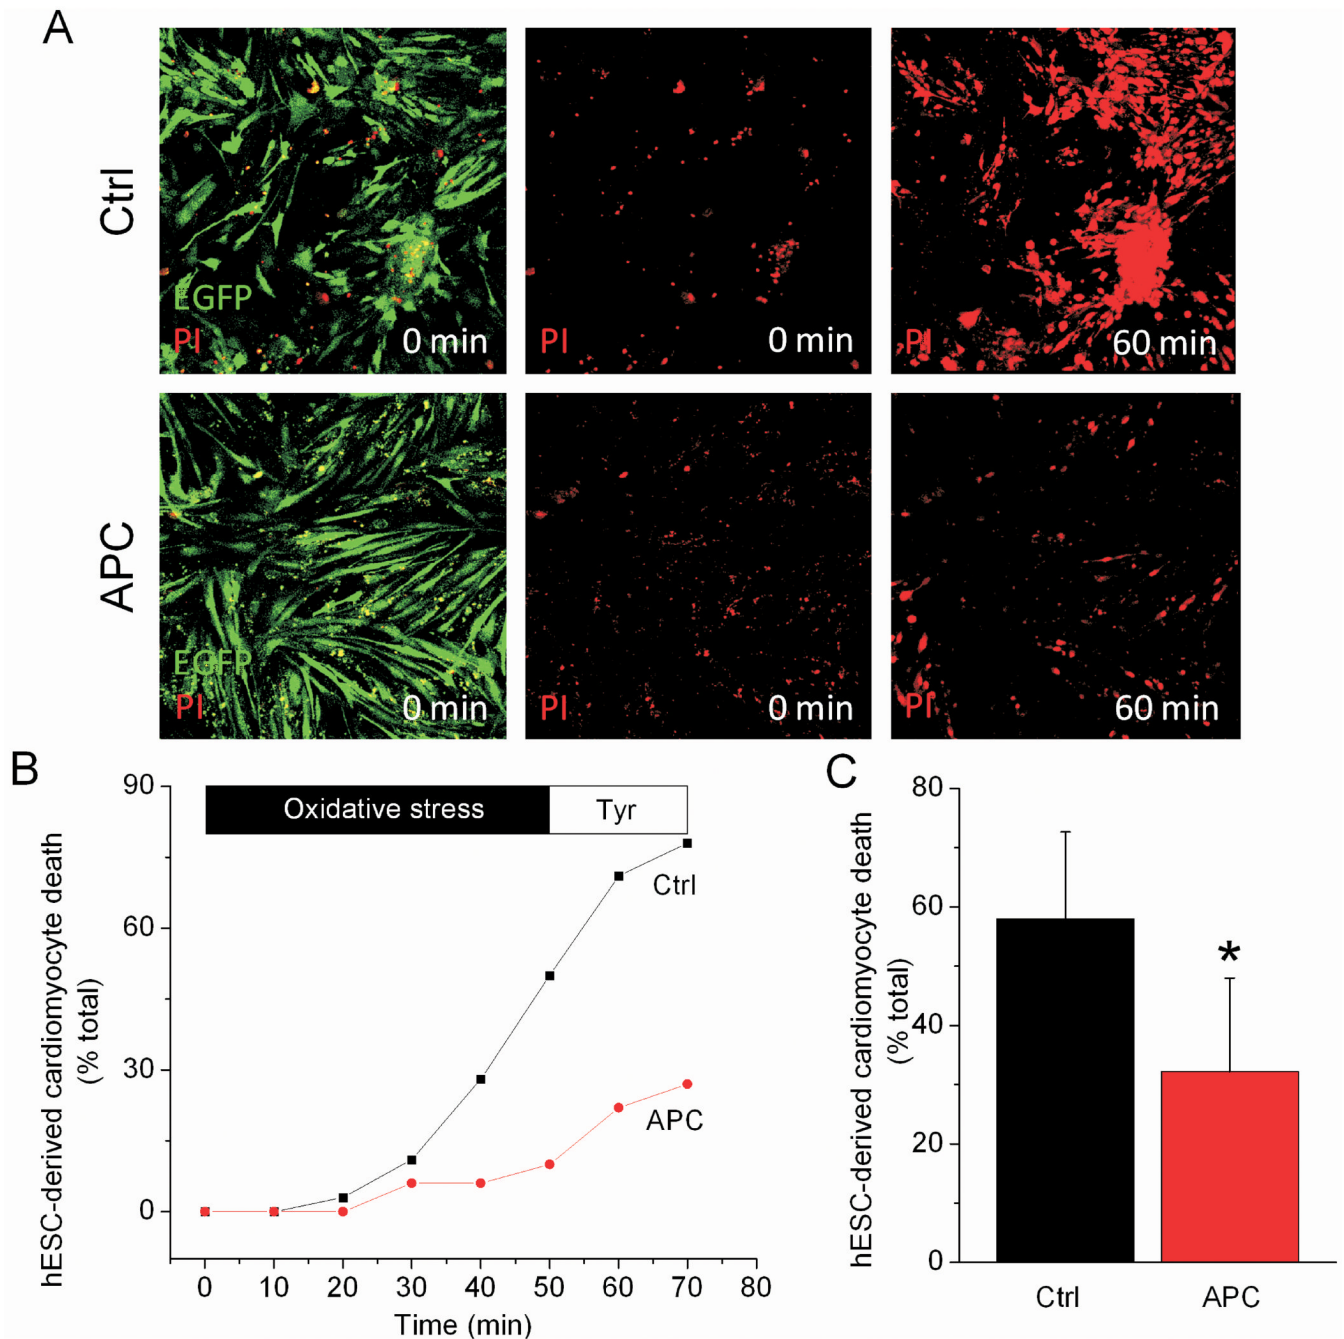 A
Ctrl
EGFP
PI
0 min
PI
0 min
PI
60 min
APC
EGFP
PI
0 min
PI
0 min
PI
60 min
B
hESC-derived cardiomyocyte death
(% total)
90
60
30
0
Oxidative stress
Tyr
Ctrl
APC
0 10 20 30 40 50 60 70 80
Time (min)
C
hESC-derived cardiomyocyte death
(% total)
80
60
40
20
0
*
Ctrl
APC